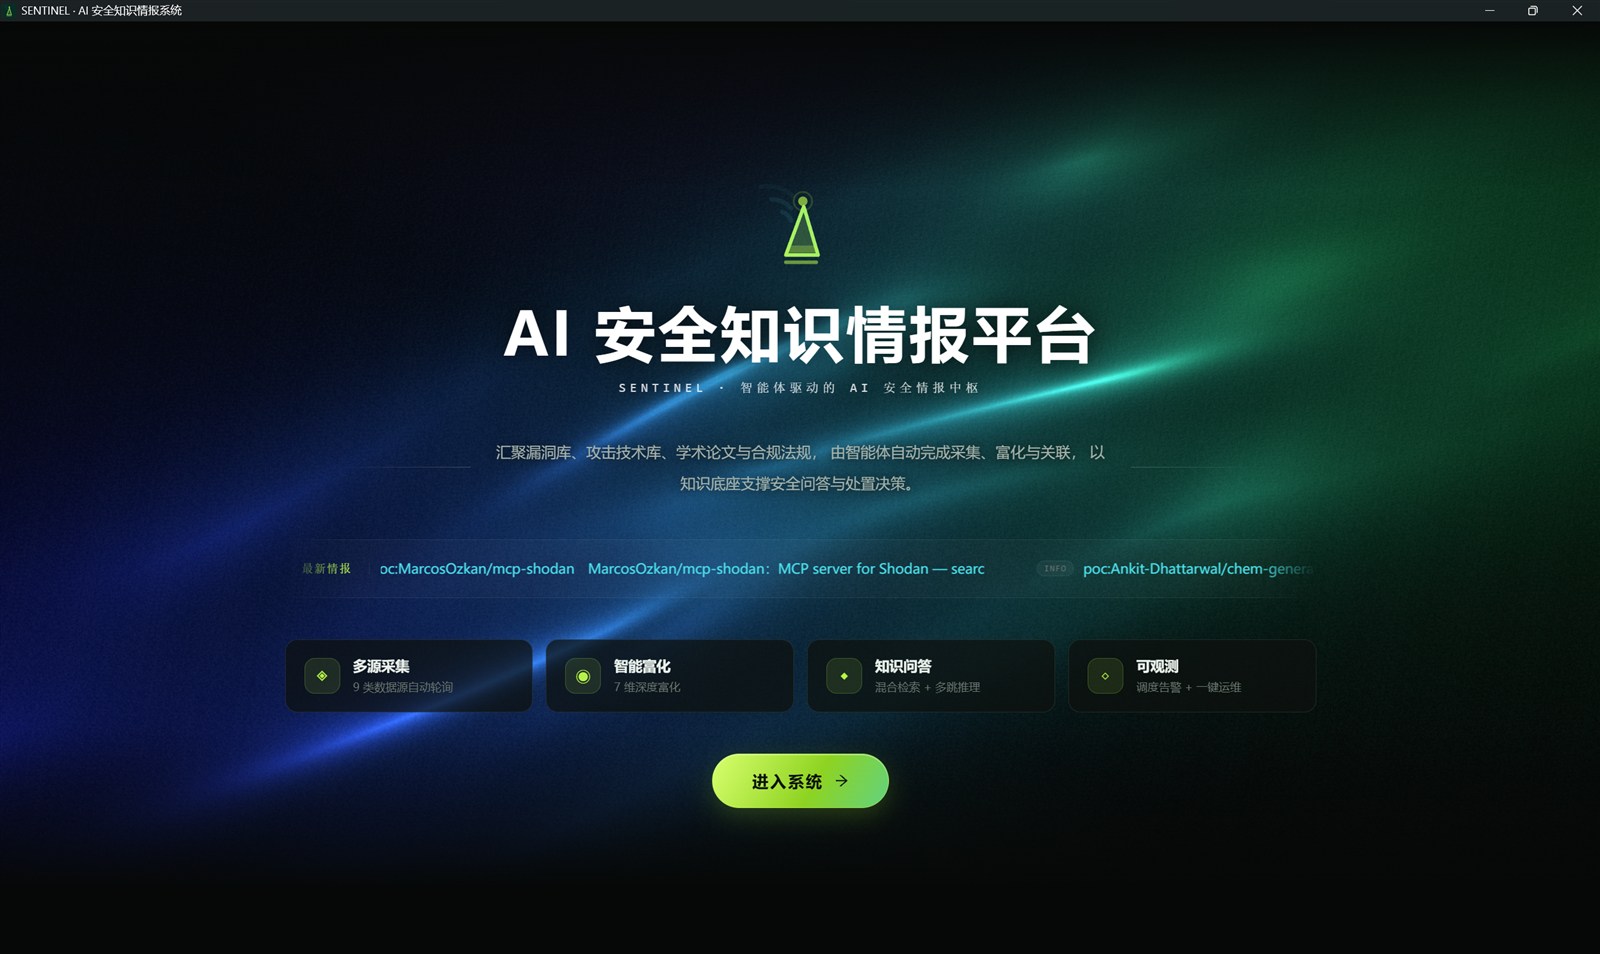 SENTINEL · AI 安全知识情报系统
AI 安全知识情报平台
SENTINEL · 智能体驱动的 AI 安全情报中枢
汇聚漏洞库、攻击技术库、学术论文与合规法规， 由智能体自动完成采集、富化与关联， 以
知识底座支撑安全问答与处置决策。
最新情报 oc:MarcosOzkan/mcp-shodan MarcosOzkan/mcp-shodan：MCP server for Shodan — searc INFO poc:Ankit-Dhattarwal/chem-genera
多源采集
9 类数据源自动轮询
智能富化
7 维深度富化
知识问答
混合检索 + 多跳推理
可观测
调度告警 + 一键运维
进入系统 →